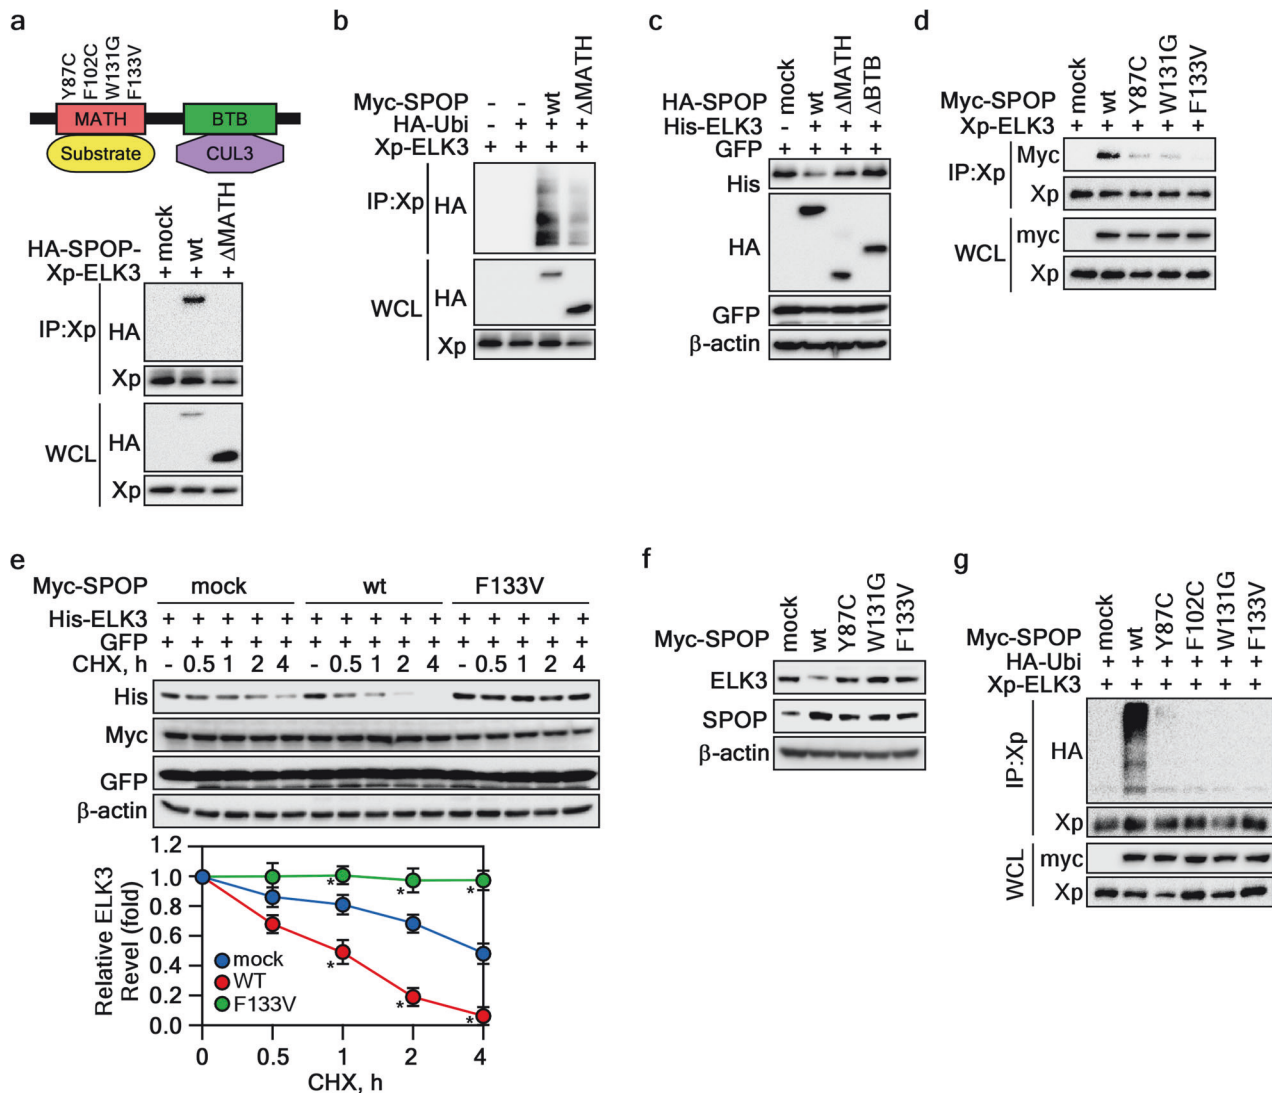 a
Y87C
F102C
W131G
F133V
MATH
BTB
Substrate
CUL3
HA-SPOP- mock wt ΔMATH
Xp-ELK3 + + +
IP:Xp HA
Xp
WCL HA
Xp
b
Myc-SPOP - - wt ΔMATH
HA-Ubi - + + +
Xp-ELK3 + + + +
IP:Xp HA
WCL HA
Xp
c
HA-SPOP mock wt ΔMATH ΔBTB
His-ELK3 - + + +
GFP + + + +
His
HA
GFP
β-actin
d
Myc-SPOP mock wt Y87C W131G F133V
Xp-ELK3 + + + + +
IP:Xp Myc
Xp
WCL myc
Xp
e
Myc-SPOP mock wt F133V
His-ELK3 + + + + + + + + + + + + + + +
GFP + + + + + + + + + + + + + + +
CHX, h - 0.5 1 2 4 - 0.5 1 2 4 - 0.5 1 2 4
His
Myc
GFP
β-actin
Relative ELK3
Revel (fold)
1.2
1.0
0.8
0.6
0.4
0.2
0.0
* * *
* * *
mock
WT
F133V
0 0.5 1 2 4
CHX, h
f
Myc-SPOP mock wt Y87C W131G F133V
ELK3
SPOP
β-actin
g
Myc-SPOP mock wt Y87C F102C W131G F133V
HA-Ubi + + + + + +
Xp-ELK3 + + + + + +
IP:Xp HA
Xp
WCL myc
Xp